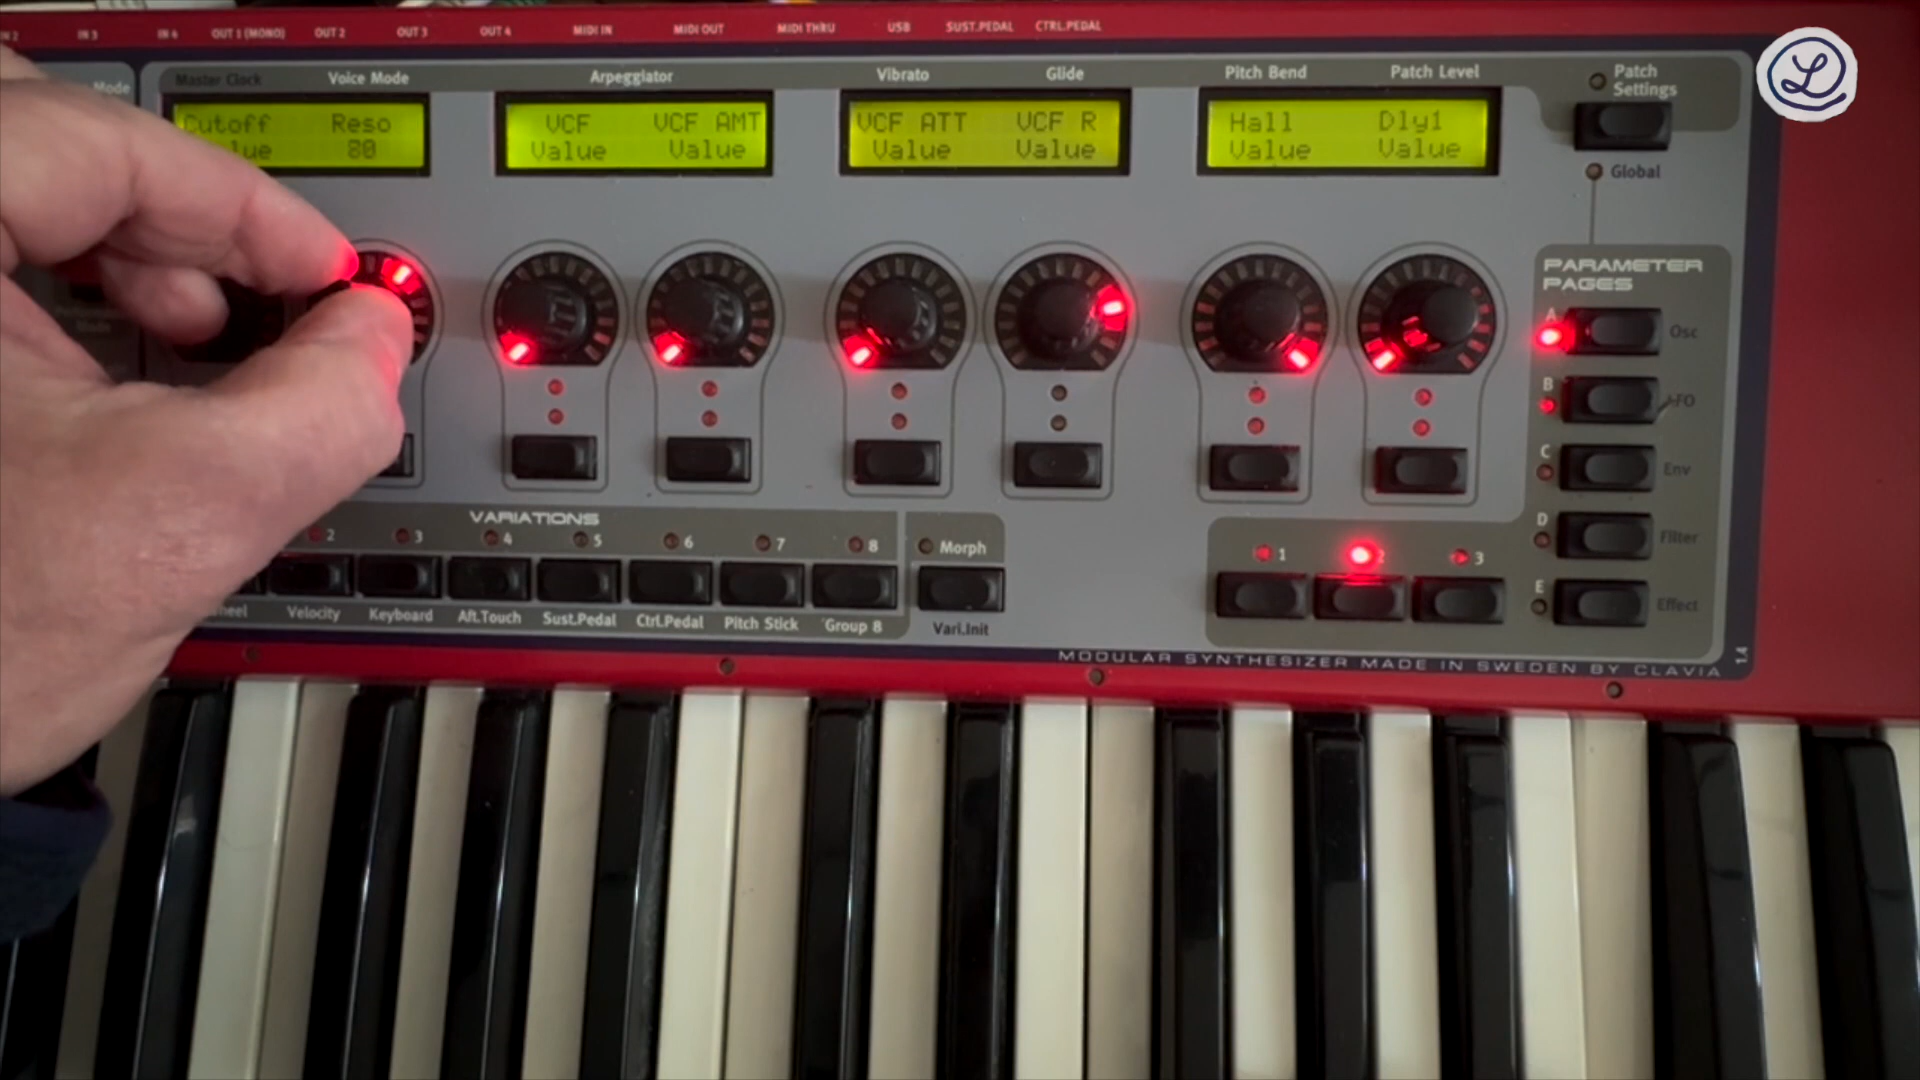 IN 3 IN 4 OUT 1 (MONO) OUT 2 OUT 3 OUT 4 MIDI IN MIDI OUT MIDI THRU USB SUST.PEDAL CTRL.PEDAL
Mode Master Clock Voice Mode Arpeggiator Vibrato Glide Pitch Bend Patch Level
Patch
Settings
Cutoff Reso
80
VCF VCF AMT
Value Value
VCF ATT VCF R
Value Value
Hall Dly1
Value Value
Global
PARAMETER
PAGES
A Osc
B LFO
C Env
D Filter
E Effect
VARIATIONS
2 3 4 5 6 7 8
Morph
1 3
Velocity Keyboard Aft.Touch Sust.Pedal Ctrl.Pedal Pitch Stick Group 8
Vari.Init
MODULAR SYNTHESIZER MADE IN SWEDEN BY CLAVIA
1.4